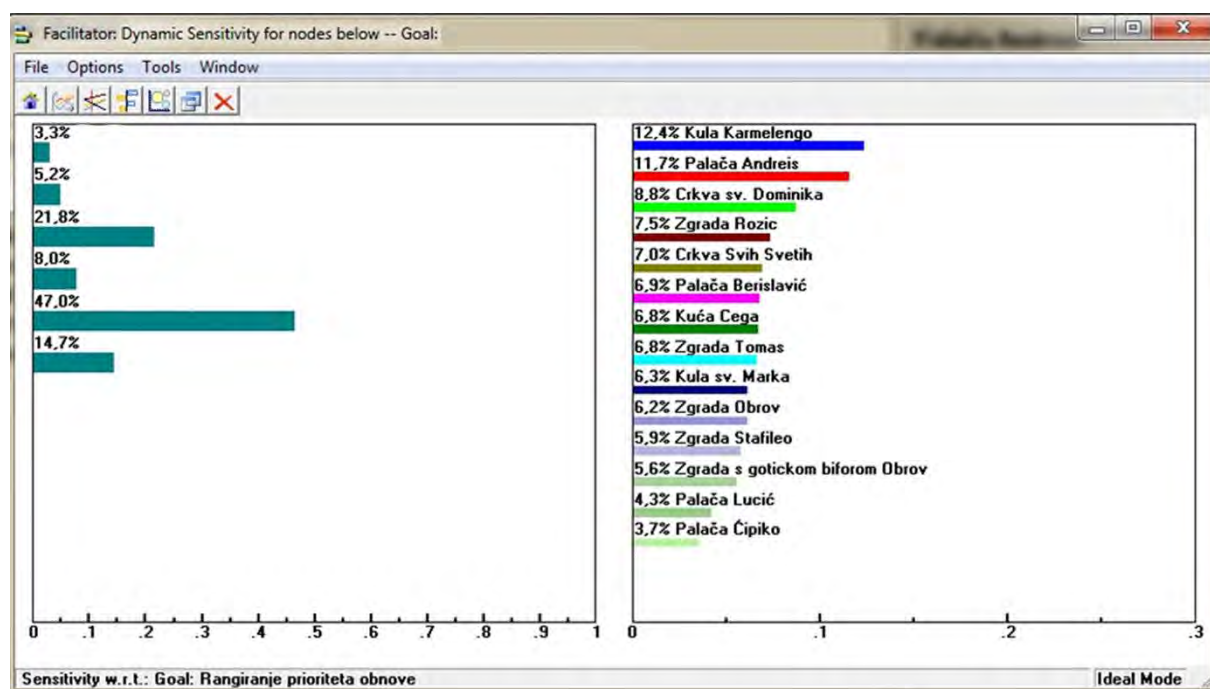 Facilitator: Dynamic Sensitivity for nodes below -- Goal:
File Options Tools Window
3,3%
5,2%
21,8%
8,0%
47,0%
14,7%
0 .1 .2 .3 .4 .5 .6 .7 .8 .9 1
12,4% Kula Karmelengo
11,7% Palača Andreis
8,8% Crkva sv. Dominika
7,5% Zgrada Rozic
7,0% Crkva Svih Svetih
6,9% Palača Berislavić
6,8% Kuća Cega
6,8% Zgrada Tomas
6,3% Kula sv. Marka
6,2% Zgrada Obrov
5,9% Zgrada Stafileo
5,6% Zgrada s gotickom biforom Obrov
4,3% Palača Lucić
3,7% Palača Ćipiko
0 .1 .2 .3
Sensitivity w.r.t.: Goal: Rangiranje prioriteta obnove
Ideal Mode